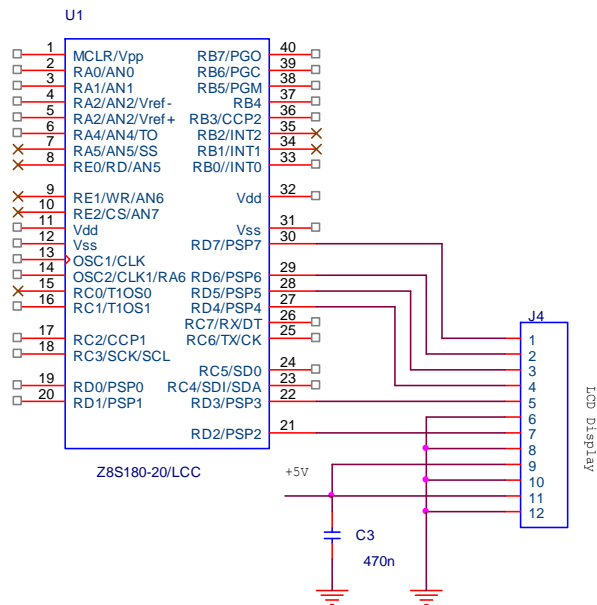 U1
1 MCLR/Vpp RB7/PGO 40
2 RA0/AN0 RB6/PGC 39
3 RA1/AN1 RB5/PGM 38
4 RA2/AN2/Vref- RB4 37
5 RA2/AN2/Vref+ RB3/CCP2 36
6 RA4/AN4/TO RB2/INT2 35
7 RA5/AN5/SS RB1/INT1 34
8 RE0/RD/AN5 RB0//INT0 33
9 RE1/WR/AN6 Vdd 32
10 RE2/CS/AN7
11 Vdd Vss 31
12 Vss RD7/PSP7 30
13 OSC1/CLK
14 OSC2/CLK1/RA6 RD6/PSP6 29
15 RC0/T1OS0 RD5/PSP5 28
16 RC1/T1OS1 RD4/PSP4 27
RC7/RX/DT 26
17 RC2/CCP1 RC6/TX/CK 25
18 RC3/SCK/SCL
RC5/SD0 24
19 RD0/PSP0 RC4/SDI/SDA 23
20 RD1/PSP1 RD3/PSP3 22
RD2/PSP2 21
Z8S180-20/LCC
J4
1
2
3
4
5
6
7
8
9
10
11
12
LCD Display
+5V
C3
470n